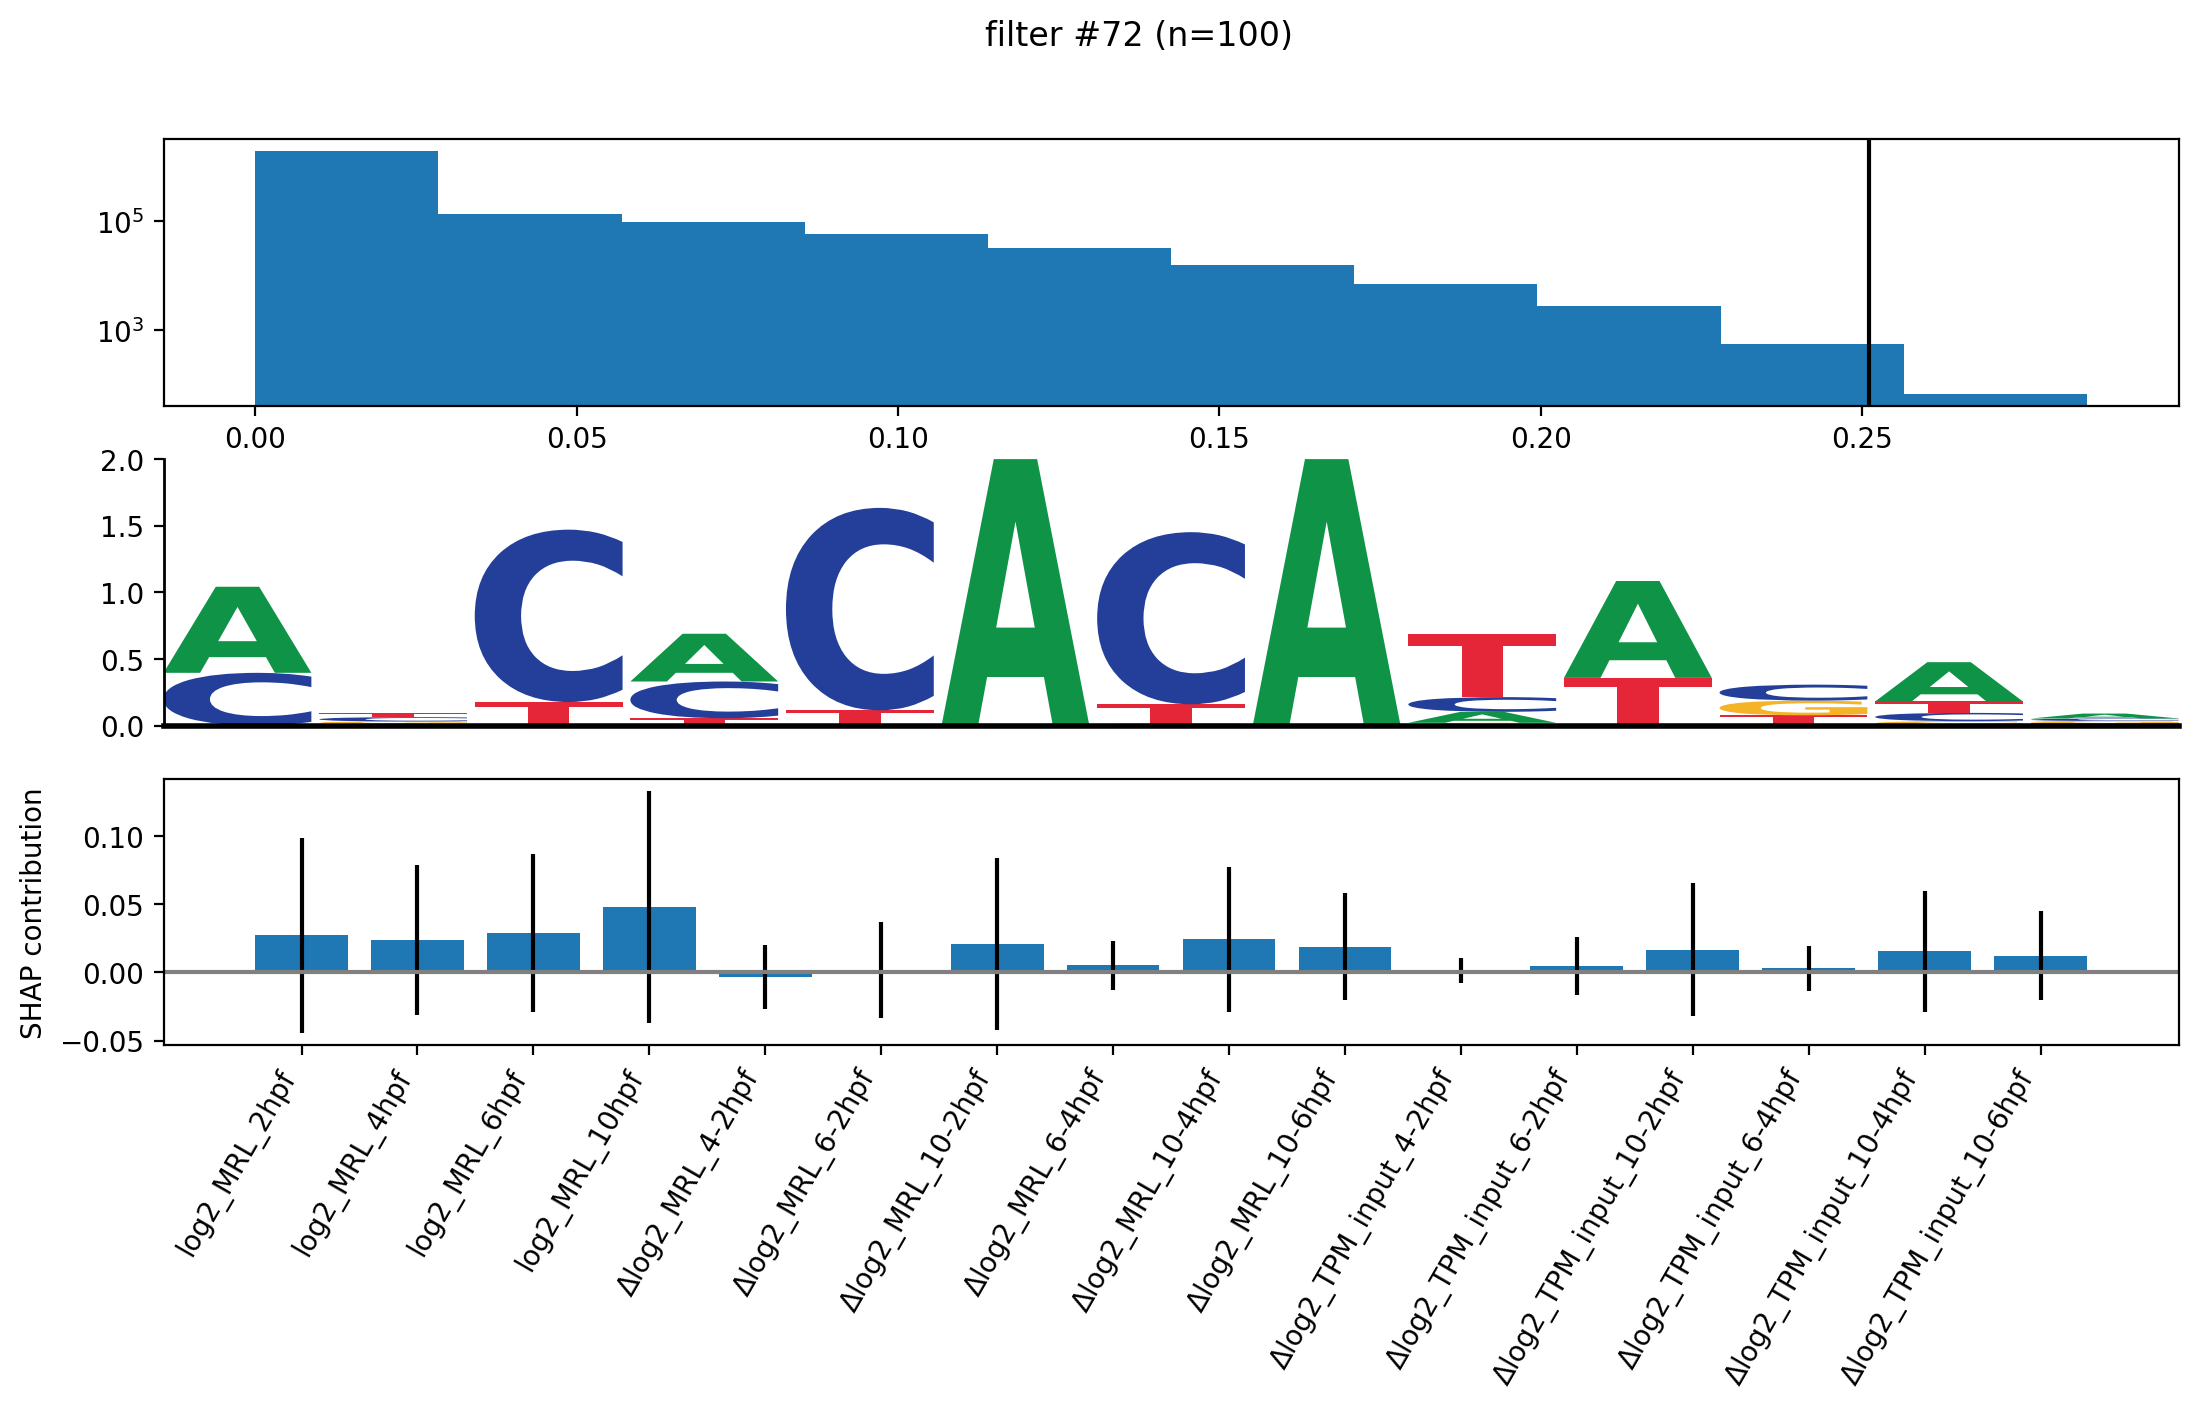 filter #72 (n=100)
10⁵
10³
0.00 0.05 0.10 0.15 0.20 0.25
2.0
1.5
1.0
0.5
0.0
A C T C G C T A C T C T A C T A T C A A T C G T A T C G A C G
SHAP contribution
0.10
0.05
0.00
−0.05
log2_MRL_2hpf
log2_MRL_4hpf
log2_MRL_6hpf
log2_MRL_10hpf
Δlog2_MRL_4-2hpf
Δlog2_MRL_6-2hpf
Δlog2_MRL_10-2hpf
Δlog2_MRL_6-4hpf
Δlog2_MRL_10-4hpf
Δlog2_MRL_10-6hpf
Δlog2_TPM_input_4-2hpf
Δlog2_TPM_input_6-2hpf
Δlog2_TPM_input_10-2hpf
Δlog2_TPM_input_6-4hpf
Δlog2_TPM_input_10-4hpf
Δlog2_TPM_input_10-6hpf